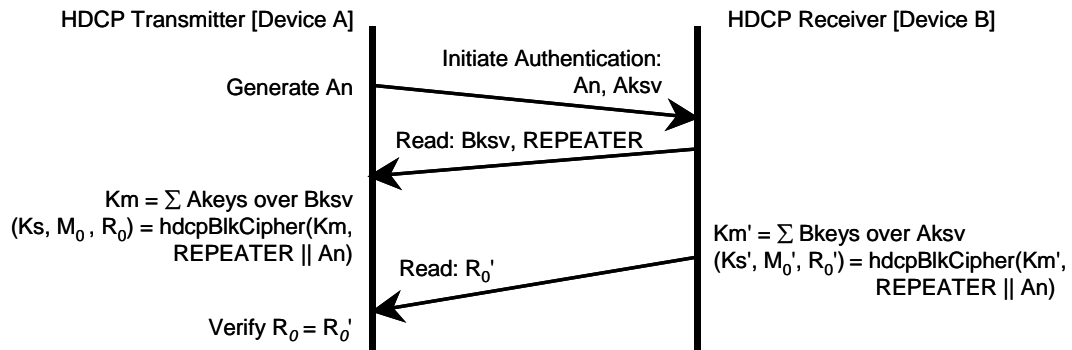 HDCP Transmitter [Device A]
HDCP Receiver [Device B]
Initiate Authentication:
An, Aksv
Generate An
Read: Bksv, REPEATER
Km = ∑ Akeys over Bksv
(Ks, M₀ , R₀) = hdcpBlkCipher(Km,
REPEATER || An)
Km' = ∑ Bkeys over Aksv
(Ks', M₀', R₀') = hdcpBlkCipher(Km',
REPEATER || An)
Read: R₀'
Verify R₀ = R₀'